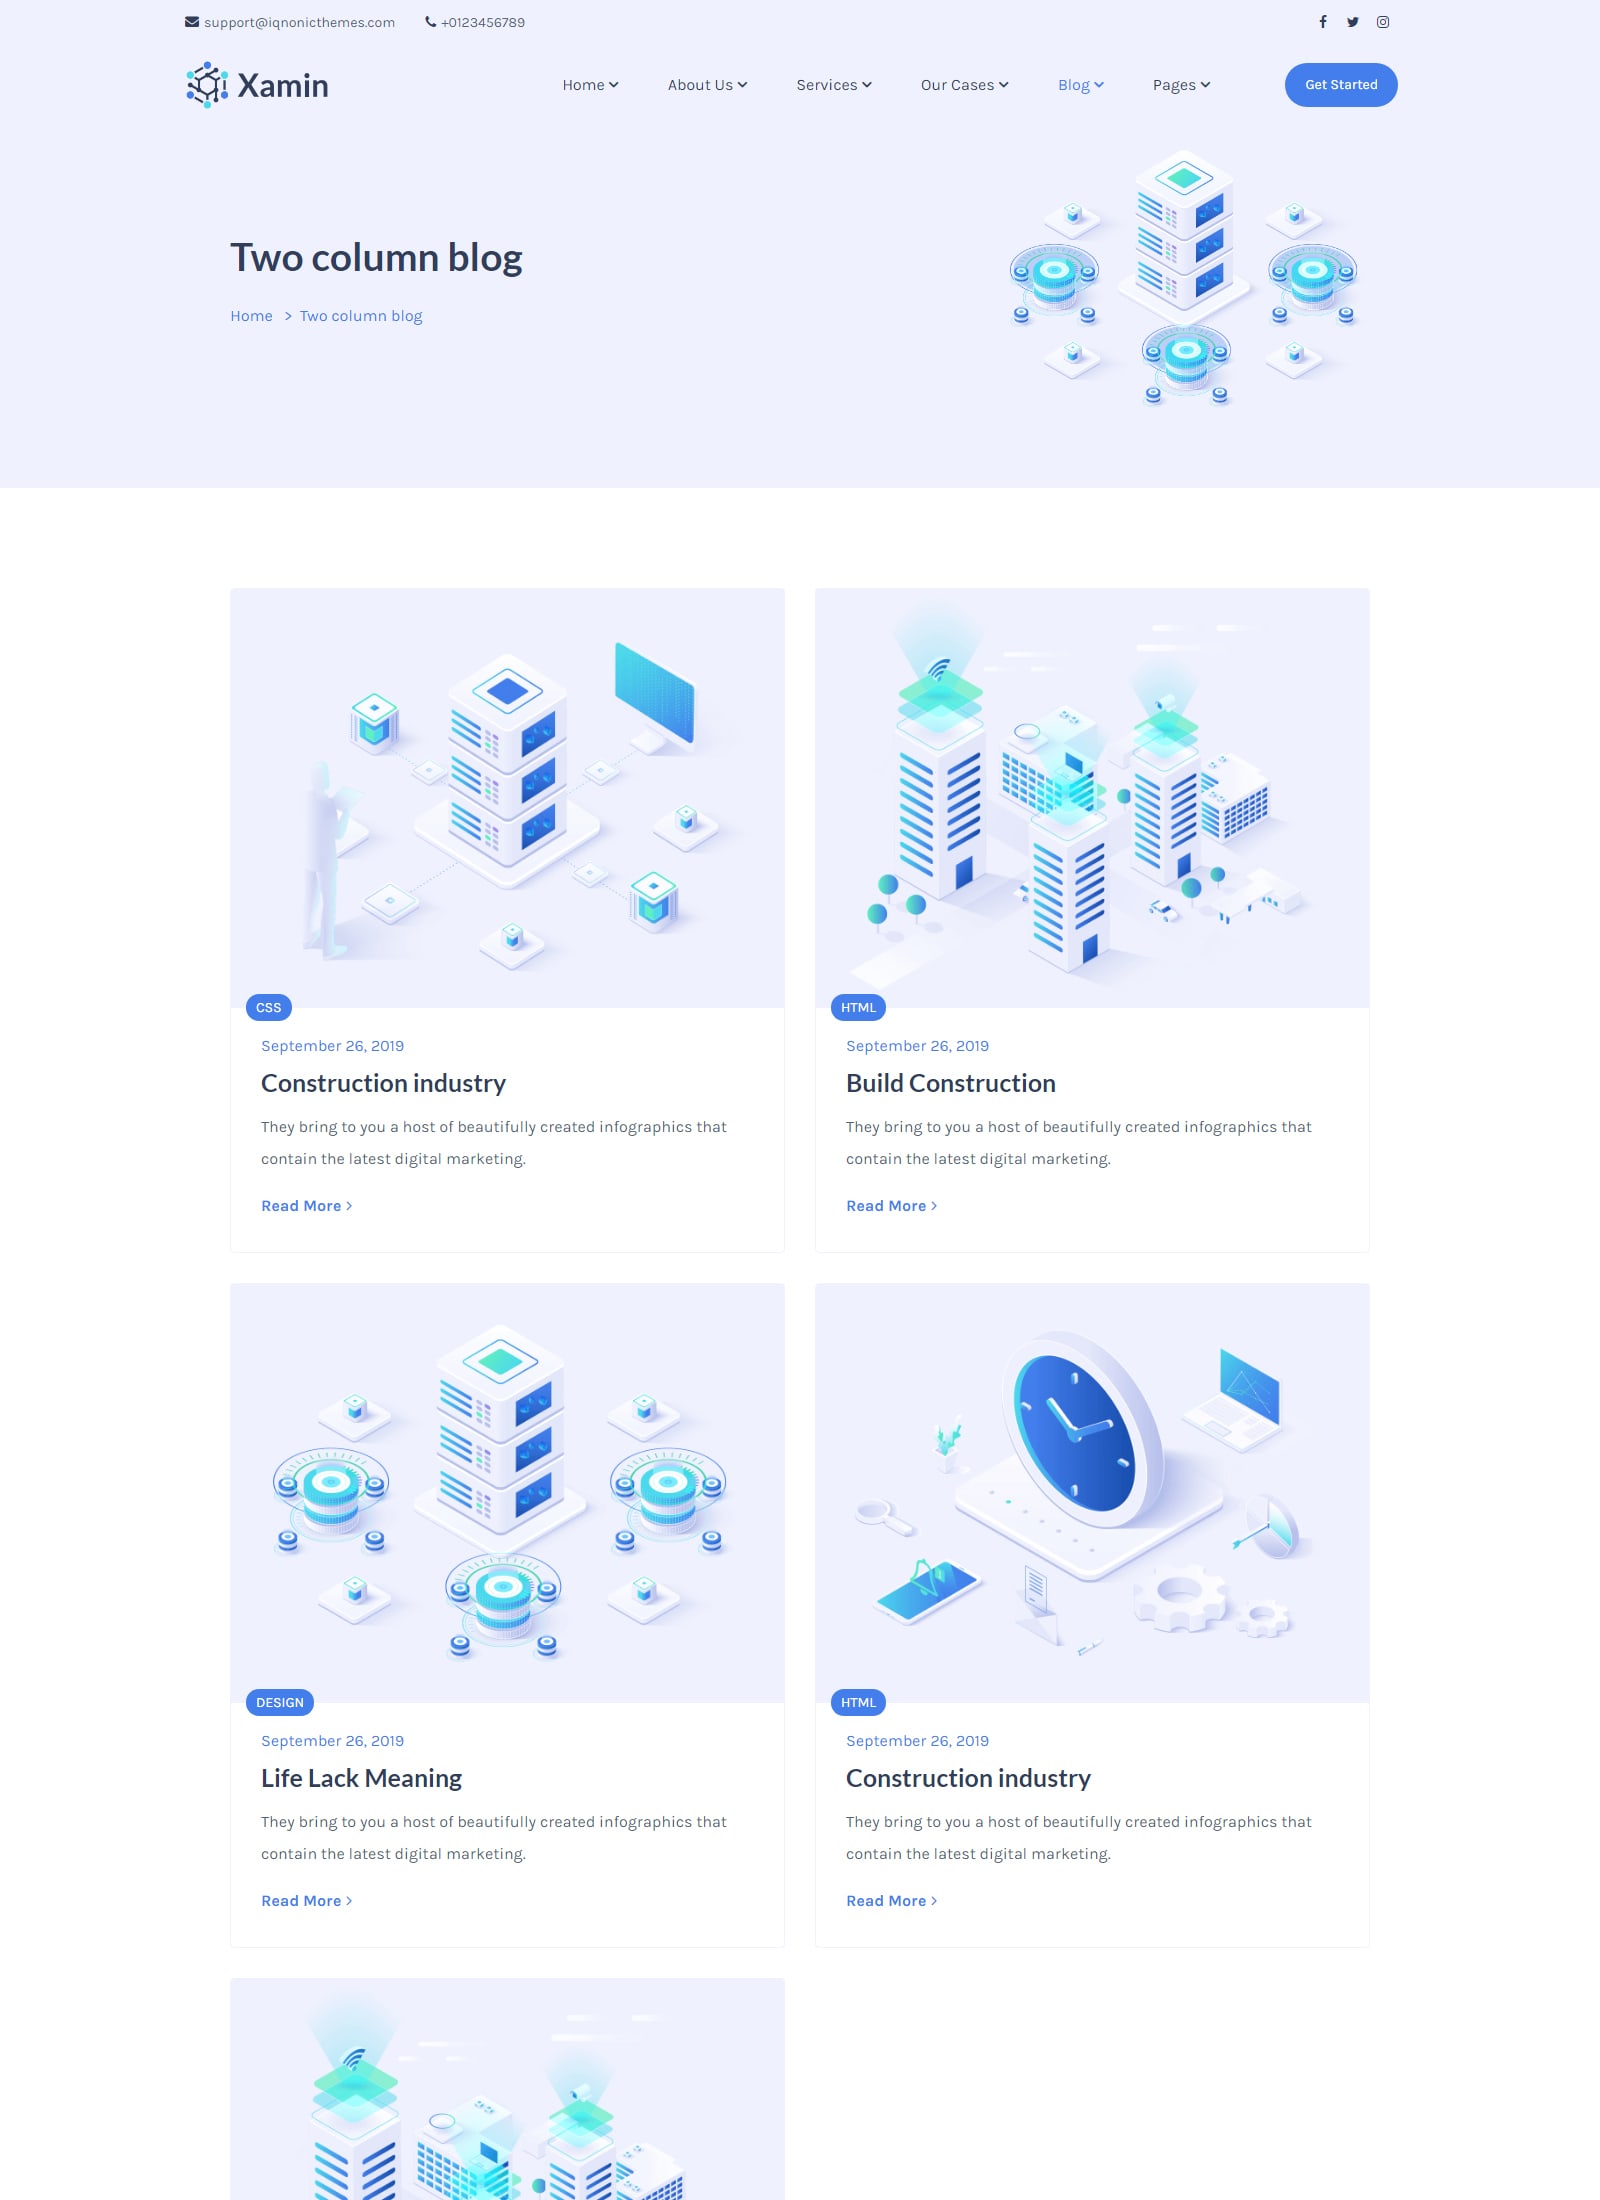 support@iqnonicthemes.com +0123456789
Xamin
Home About Us Services Our Cases Blog Pages Get Started
Two column blog
Home > Two column blog
CSS
September 26, 2019
Construction industry
They bring to you a host of beautifully created infographics that
contain the latest digital marketing.
Read More
HTML
September 26, 2019
Build Construction
They bring to you a host of beautifully created infographics that
contain the latest digital marketing.
Read More
DESIGN
September 26, 2019
Life Lack Meaning
They bring to you a host of beautifully created infographics that
contain the latest digital marketing.
Read More
HTML
September 26, 2019
Construction industry
They bring to you a host of beautifully created infographics that
contain the latest digital marketing.
Read More